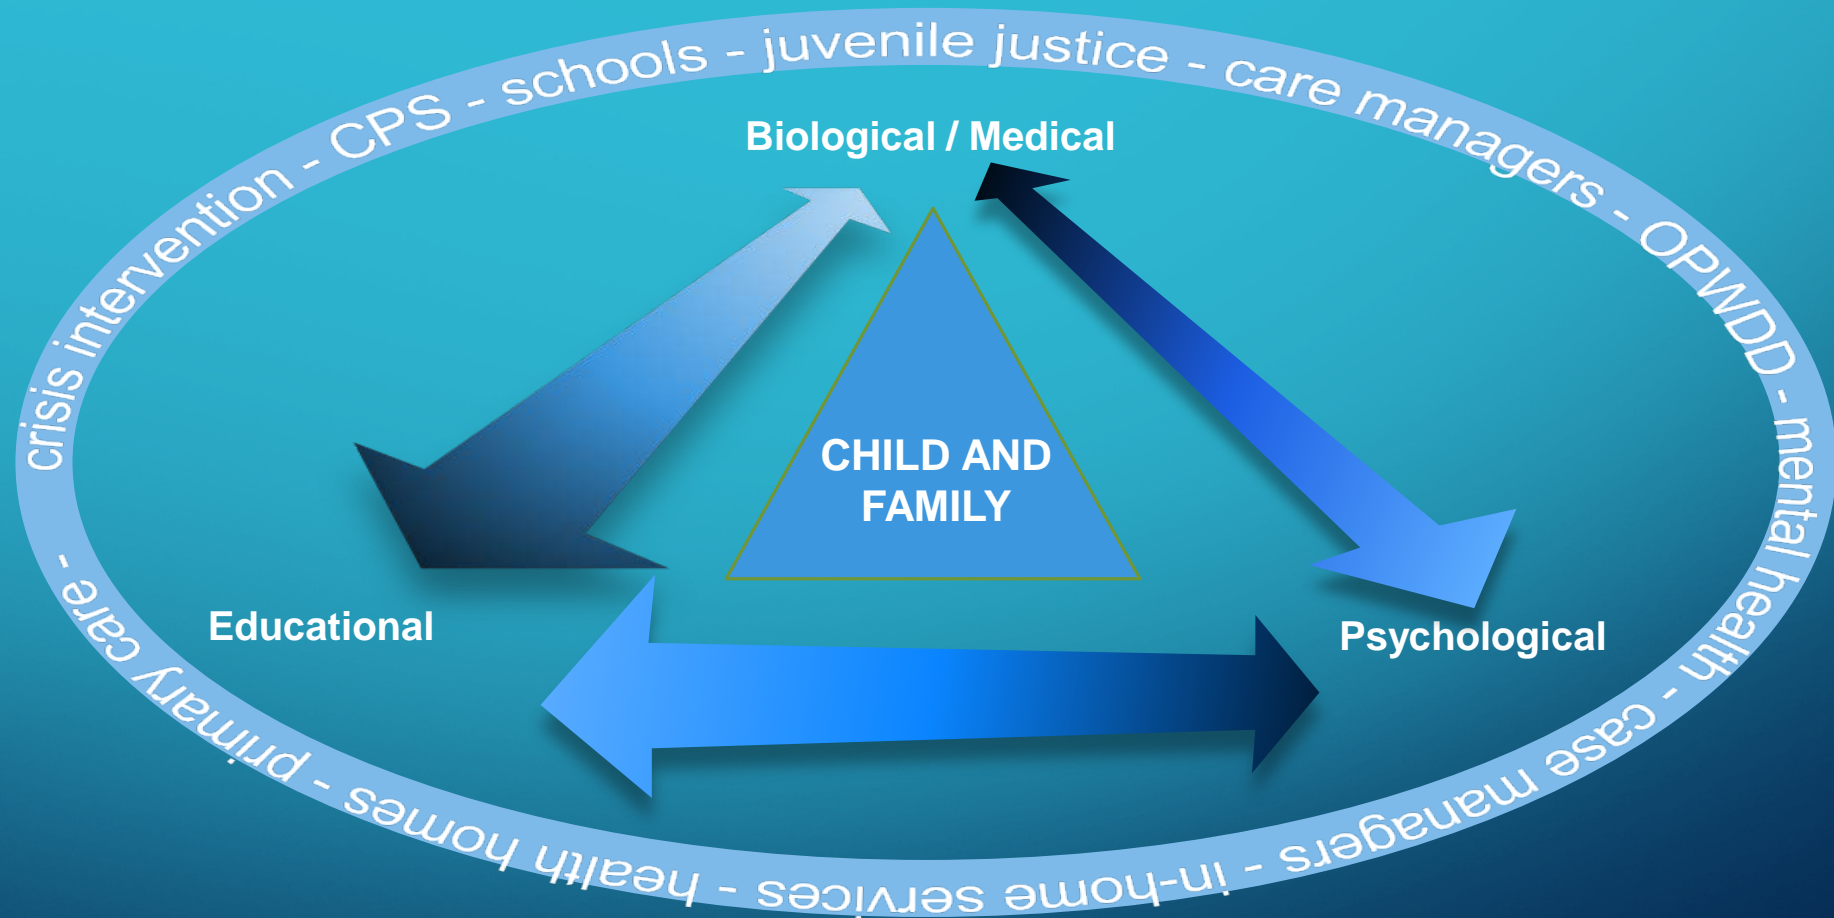 crisis intervention - CPS - schools - juvenile justice - care managers - OPWDD - mental health - case managers - in-home services - health homes - primary care -
Biological / Medical
CHILD AND
FAMILY
Educational
Psychological